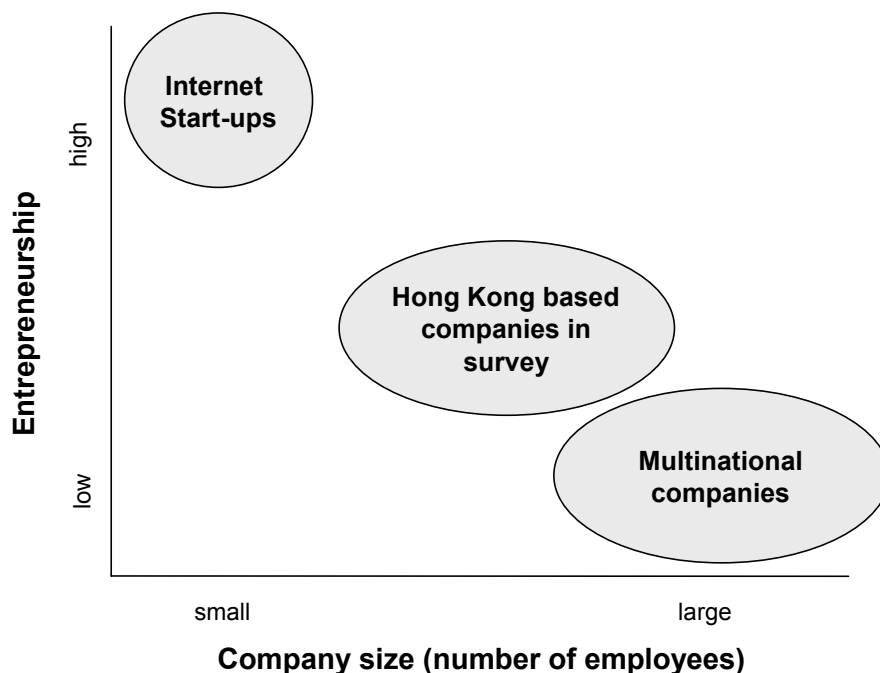 Internet
Start-ups
high
Entrepreneurship
Hong Kong based
companies in
survey
low
Multinational
companies
small
large
Company size (number of employees)